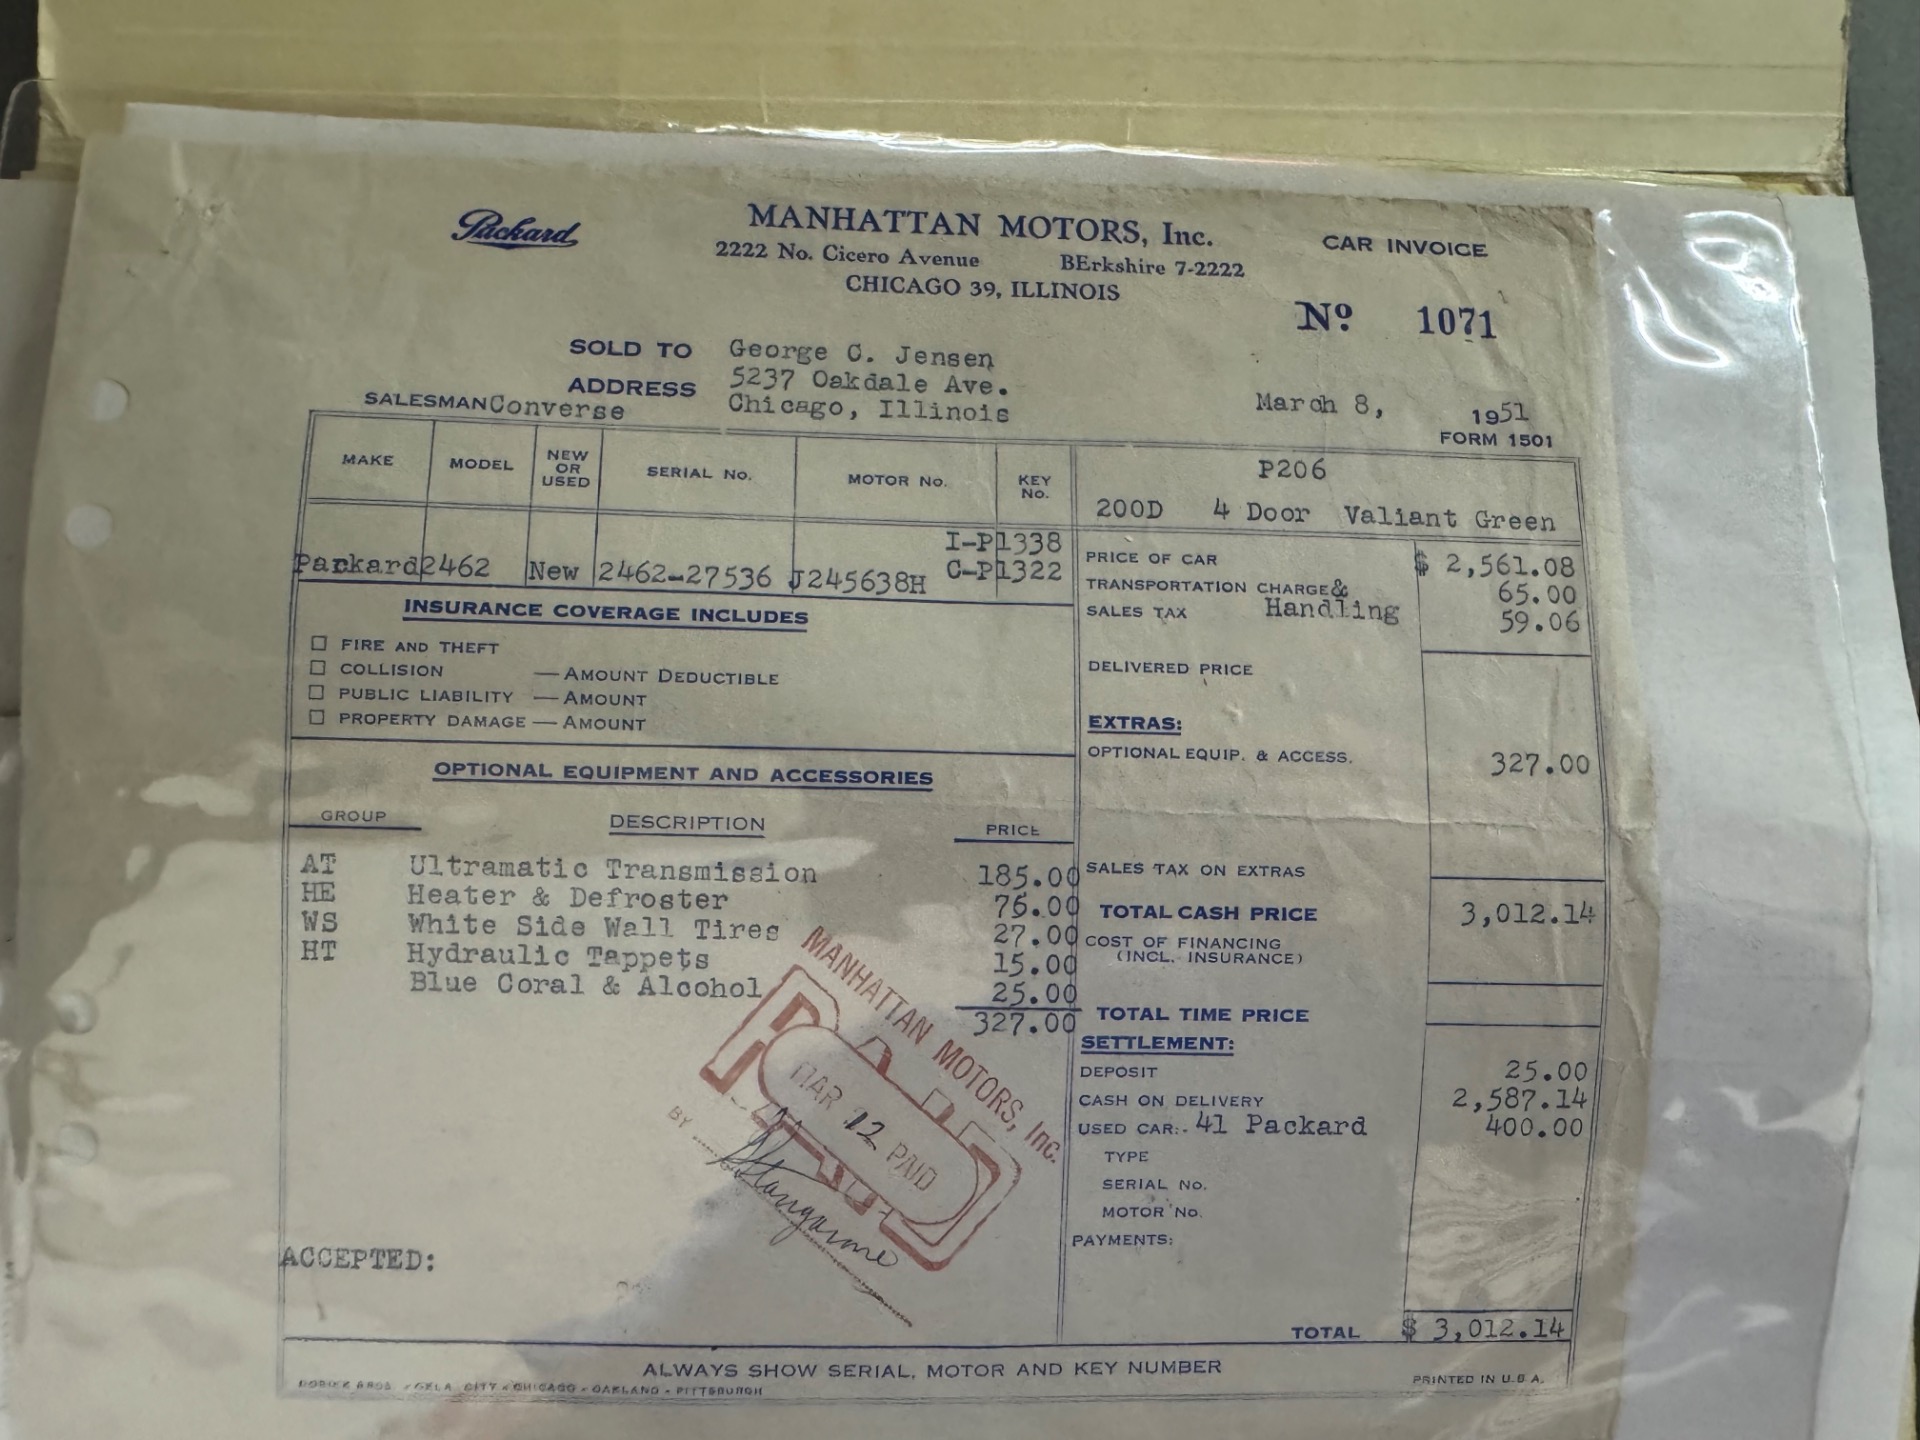 Packard
MANHATTAN MOTORS, Inc.
2222 No. Cicero Avenue BErkshire 7-2222
CHICAGO 39, ILLINOIS
CAR INVOICE
No 1071
SOLD TO George C. Jensen
ADDRESS 5237 Oakdale Ave.
SALESMAN Converse Chicago, Illinois
March 8, 1951
FORM 1501
MAKE MODEL NEW OR USED SERIAL No. MOTOR No. KEY No.
P206
200D 4 Door Valiant Green
I-P1338
Packard 2462 New 2462-27536 J245638H C-P1322
PRICE OF CAR $ 2,561.08
TRANSPORTATION CHARGE & Handling 65.00
SALES TAX 59.06
DELIVERED PRICE
EXTRAS:
OPTIONAL EQUIP. & ACCESS. 327.00
SALES TAX ON EXTRAS
TOTAL CASH PRICE 3,012.14
COST OF FINANCING
(INCL. INSURANCE)
TOTAL TIME PRICE
SETTLEMENT:
DEPOSIT 25.00
CASH ON DELIVERY 2,587.14
USED CAR:- 41 Packard 400.00
TYPE
SERIAL No.
MOTOR No.
PAYMENTS:
TOTAL $ 3,012.14
INSURANCE COVERAGE INCLUDES
FIRE AND THEFT
COLLISION — AMOUNT DEDUCTIBLE
PUBLIC LIABILITY — AMOUNT
PROPERTY DAMAGE — AMOUNT
OPTIONAL EQUIPMENT AND ACCESSORIES
GROUP DESCRIPTION PRICE
AT Ultramatic Transmission 185.00
HE Heater & Defroster 75.00
WS White Side Wall Tires 27.00
HT Hydraulic Tappets 15.00
Blue Coral & Alcohol 25.00
327.00
MANHATTAN MOTORS, Inc.
PAID
MAR 12 PAID
BY
ACCEPTED:
ALWAYS SHOW SERIAL, MOTOR AND KEY NUMBER
OKLA. CITY - CHICAGO - OAKLAND - PITTSBURGH
PRINTED IN U.S.A.